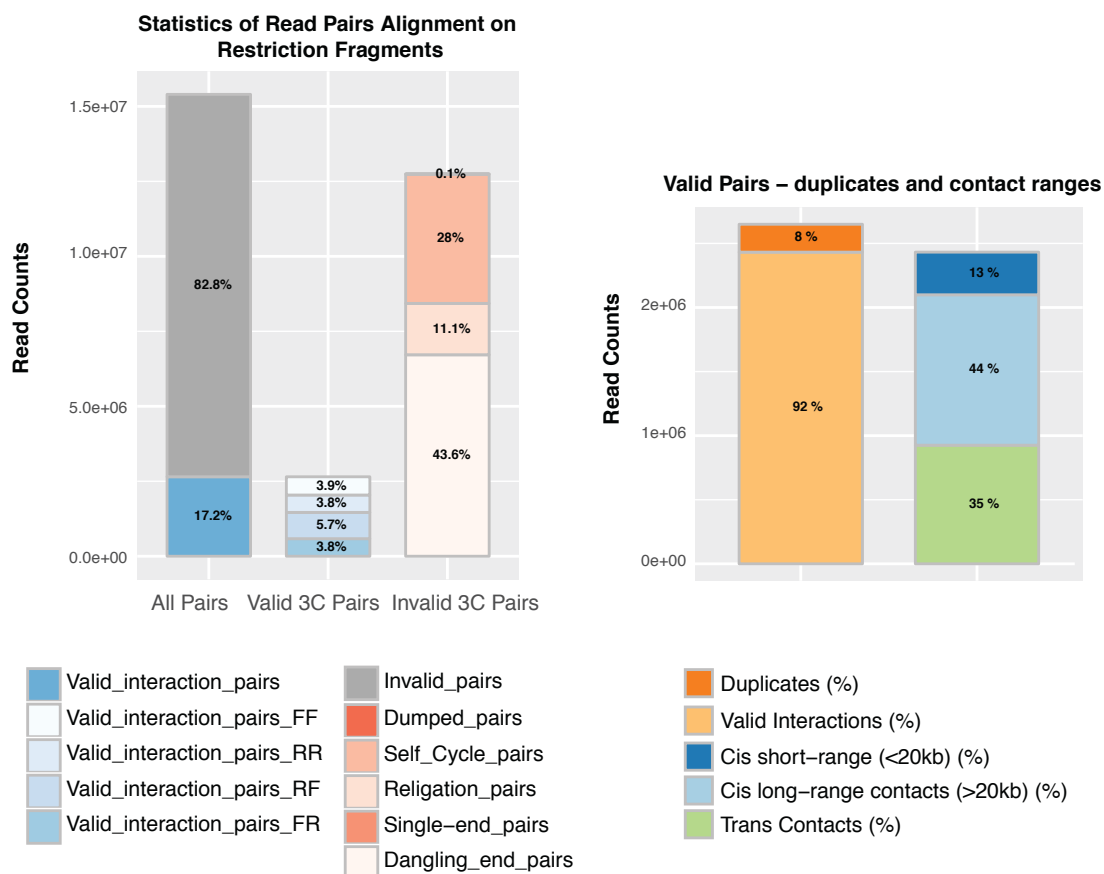 Statistics of Read Pairs Alignment on
Restriction Fragments
Read Counts
1.5e+07
1.0e+07
5.0e+06
0.0e+00
82.8%
17.2%
3.9%
3.8%
5.7%
3.8%
0.1%
28%
11.1%
43.6%
All Pairs
Valid 3C Pairs
Invalid 3C Pairs
Valid_interaction_pairs
Valid_interaction_pairs_FF
Valid_interaction_pairs_RR
Valid_interaction_pairs_RF
Valid_interaction_pairs_FR
Invalid_pairs
Dumped_pairs
Self_Cycle_pairs
Religation_pairs
Single−end_pairs
Dangling_end_pairs
Valid Pairs − duplicates and contact ranges
Read Counts
2e+06
1e+06
0e+00
8 %
92 %
13 %
44 %
35 %
Duplicates (%)
Valid Interactions (%)
Cis short−range (<20kb) (%)
Cis long−range contacts (>20kb) (%)
Trans Contacts (%)